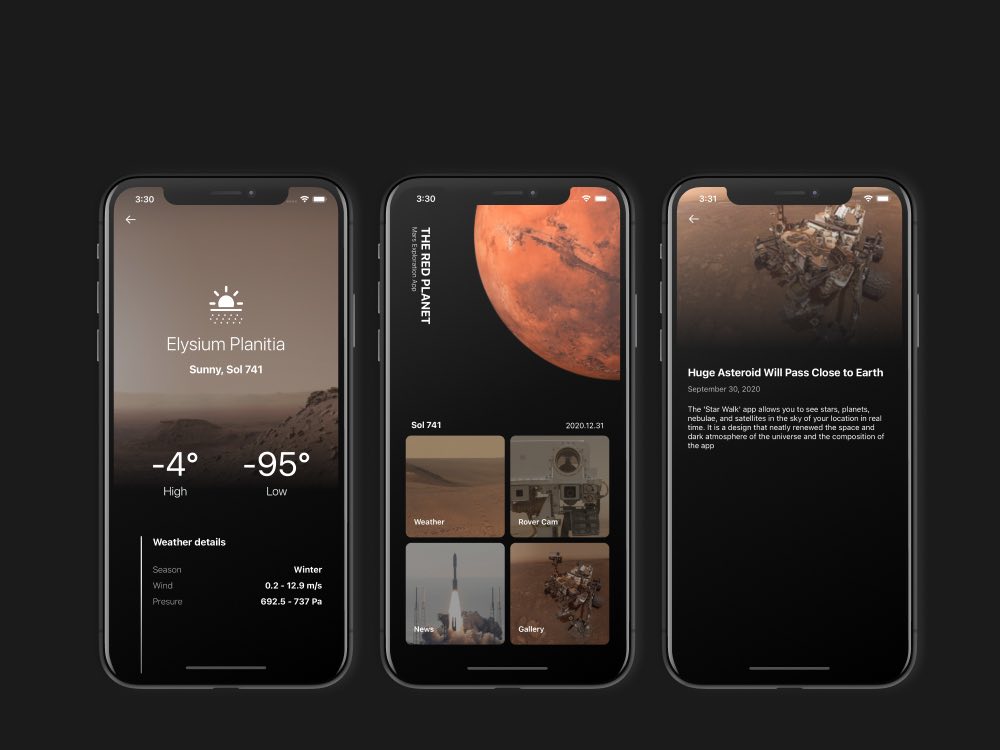 3:30
Elysium Planitia
Sunny, Sol 741
-4° -95°
High Low
Weather details
Season Winter
Wind 0.2 - 12.9 m/s
Presure 692.5 - 737 Pa
3:30
THE RED PLANET
Mars Exploration App
Sol 741 2020.12.31
Weather
Rover Cam
News
Gallery
3:31
Huge Asteroid Will Pass Close to Earth
September 30, 2020
The 'Star Walk' app allows you to see stars, planets,
nebulae, and satellites in the sky of your location in real
time. It is a design that neatly renewed the space and
dark atmosphere of the universe and the composition of
the app